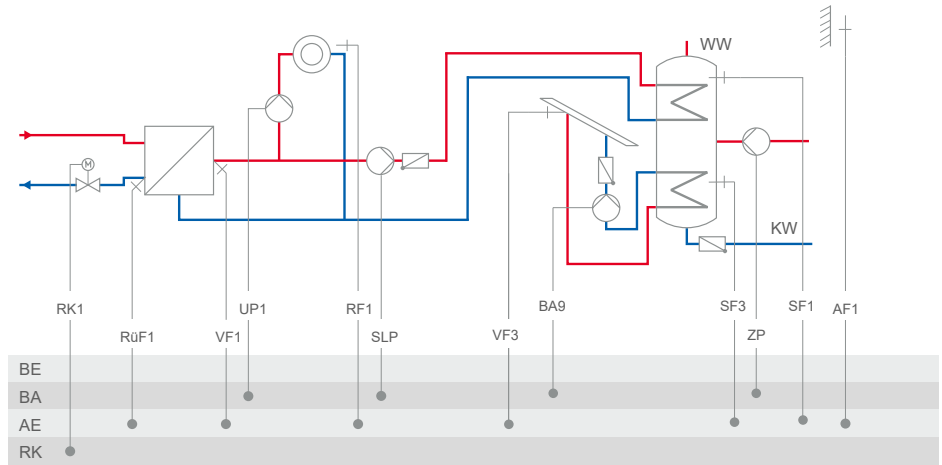 WW
M
KW
RK1
UP1
RF1
BA9
SF3
SF1
AF1
RüF1
VF1
SLP
VF3
ZP
BE
BA
AE
RK